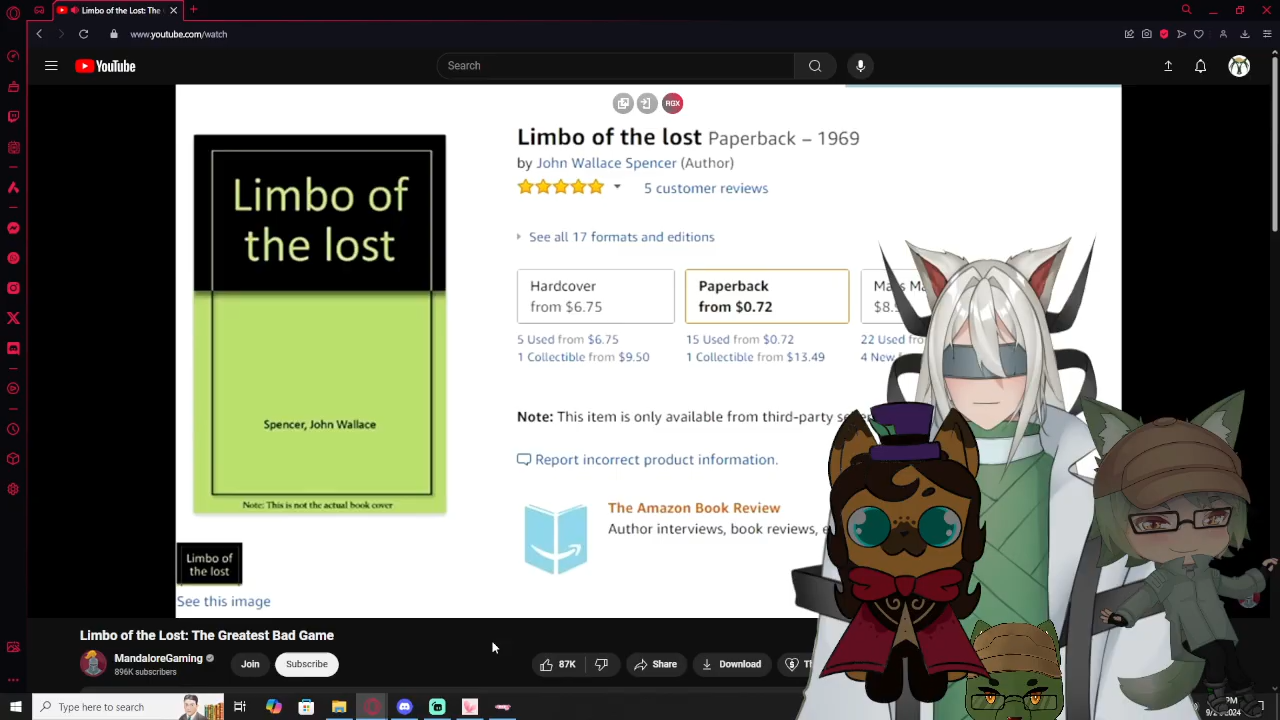 Limbo of the Lost: The
www.youtube.com/watch
YouTube
Search
RGX
Limbo of the lost Paperback – 1969
by John Wallace Spencer (Author)
5 customer reviews
See all 17 formats and editions
Hardcover
from $6.75
Paperback
from $0.72
5 Used from $6.75
1 Collectible from $9.50
15 Used from $0.72
1 Collectible from $13.49
22 Used
4 New
Note: This item is only available from third-party
Report incorrect product information.
The Amazon Book Review
Author interviews, book reviews,
Limbo of
the lost
Spencer, John Wallace
Note: This is not the actual book cover
Limbo of
the lost
See this image
Limbo of the Lost: The Greatest Bad Game
MandaloreGaming
896K subscribers
Join
Subscribe
87K
Share
Download
Type here to search